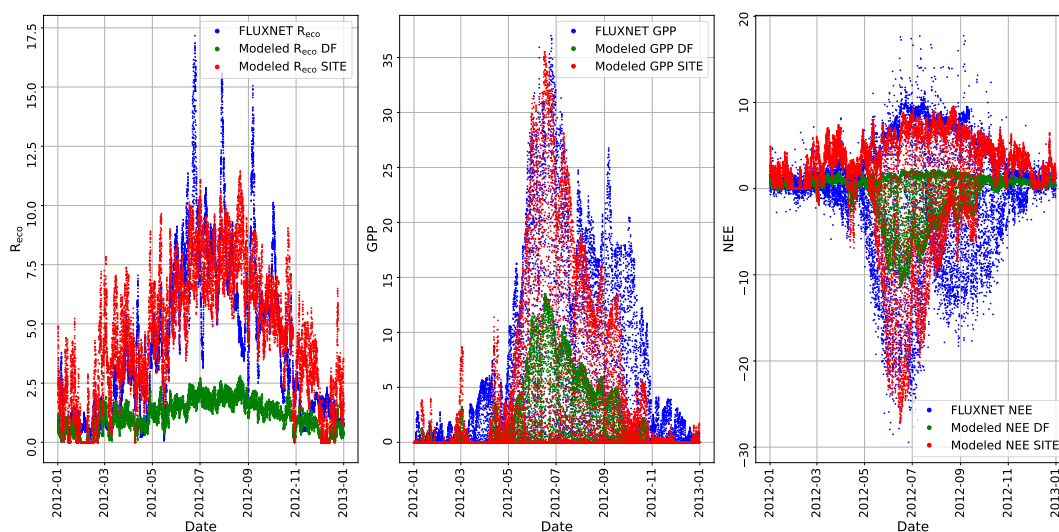 R_eco
0.0
2.5
5.0
7.5
10.0
12.5
15.0
17.5
FLUXNET R_eco
Modeled R_eco DF
Modeled R_eco SITE
2012-01
2012-03
2012-05
2012-07
2012-09
2012-11
2013-01
Date
GPP
0
5
10
15
20
25
30
35
FLUXNET GPP
Modeled GPP DF
Modeled GPP SITE
2012-01
2012-03
2012-05
2012-07
2012-09
2012-11
2013-01
Date
NEE
20
10
0
−10
−20
−30
FLUXNET NEE
Modeled NEE DF
Modeled NEE SITE
2012-01
2012-03
2012-05
2012-07
2012-09
2012-11
2013-01
Date